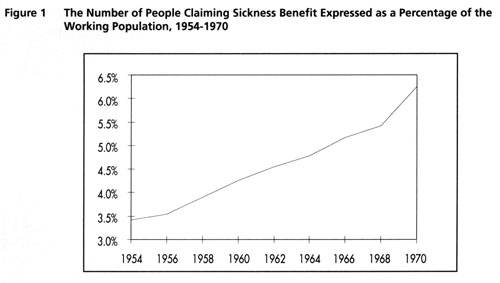 Figure 1 The Number of People Claiming Sickness Benefit Expressed as a Percentage of the
Working Population, 1954-1970
6.5%
6.0%
5.5%
5.0%
4.5%
4.0%
3.5%
3.0%
1954 1956 1958 1960 1962 1964 1966 1968 1970